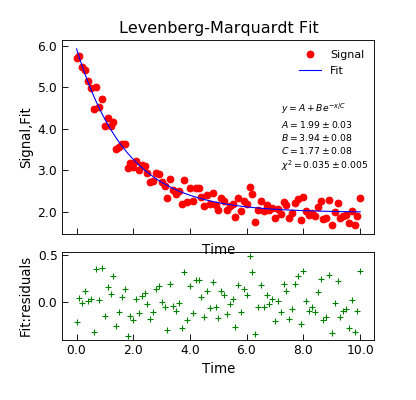 Levenberg-Marquardt Fit
6.0
5.0
4.0
3.0
2.0
Signal,Fit
Signal
Fit
y = A + Be^{-x/C}
A = 1.99 ± 0.03
B = 3.94 ± 0.08
C = 1.77 ± 0.08
χ² = 0.035 ± 0.005
Time
0.5
0.0
Fit:residuals
0.0 2.0 4.0 6.0 8.0 10.0
Time